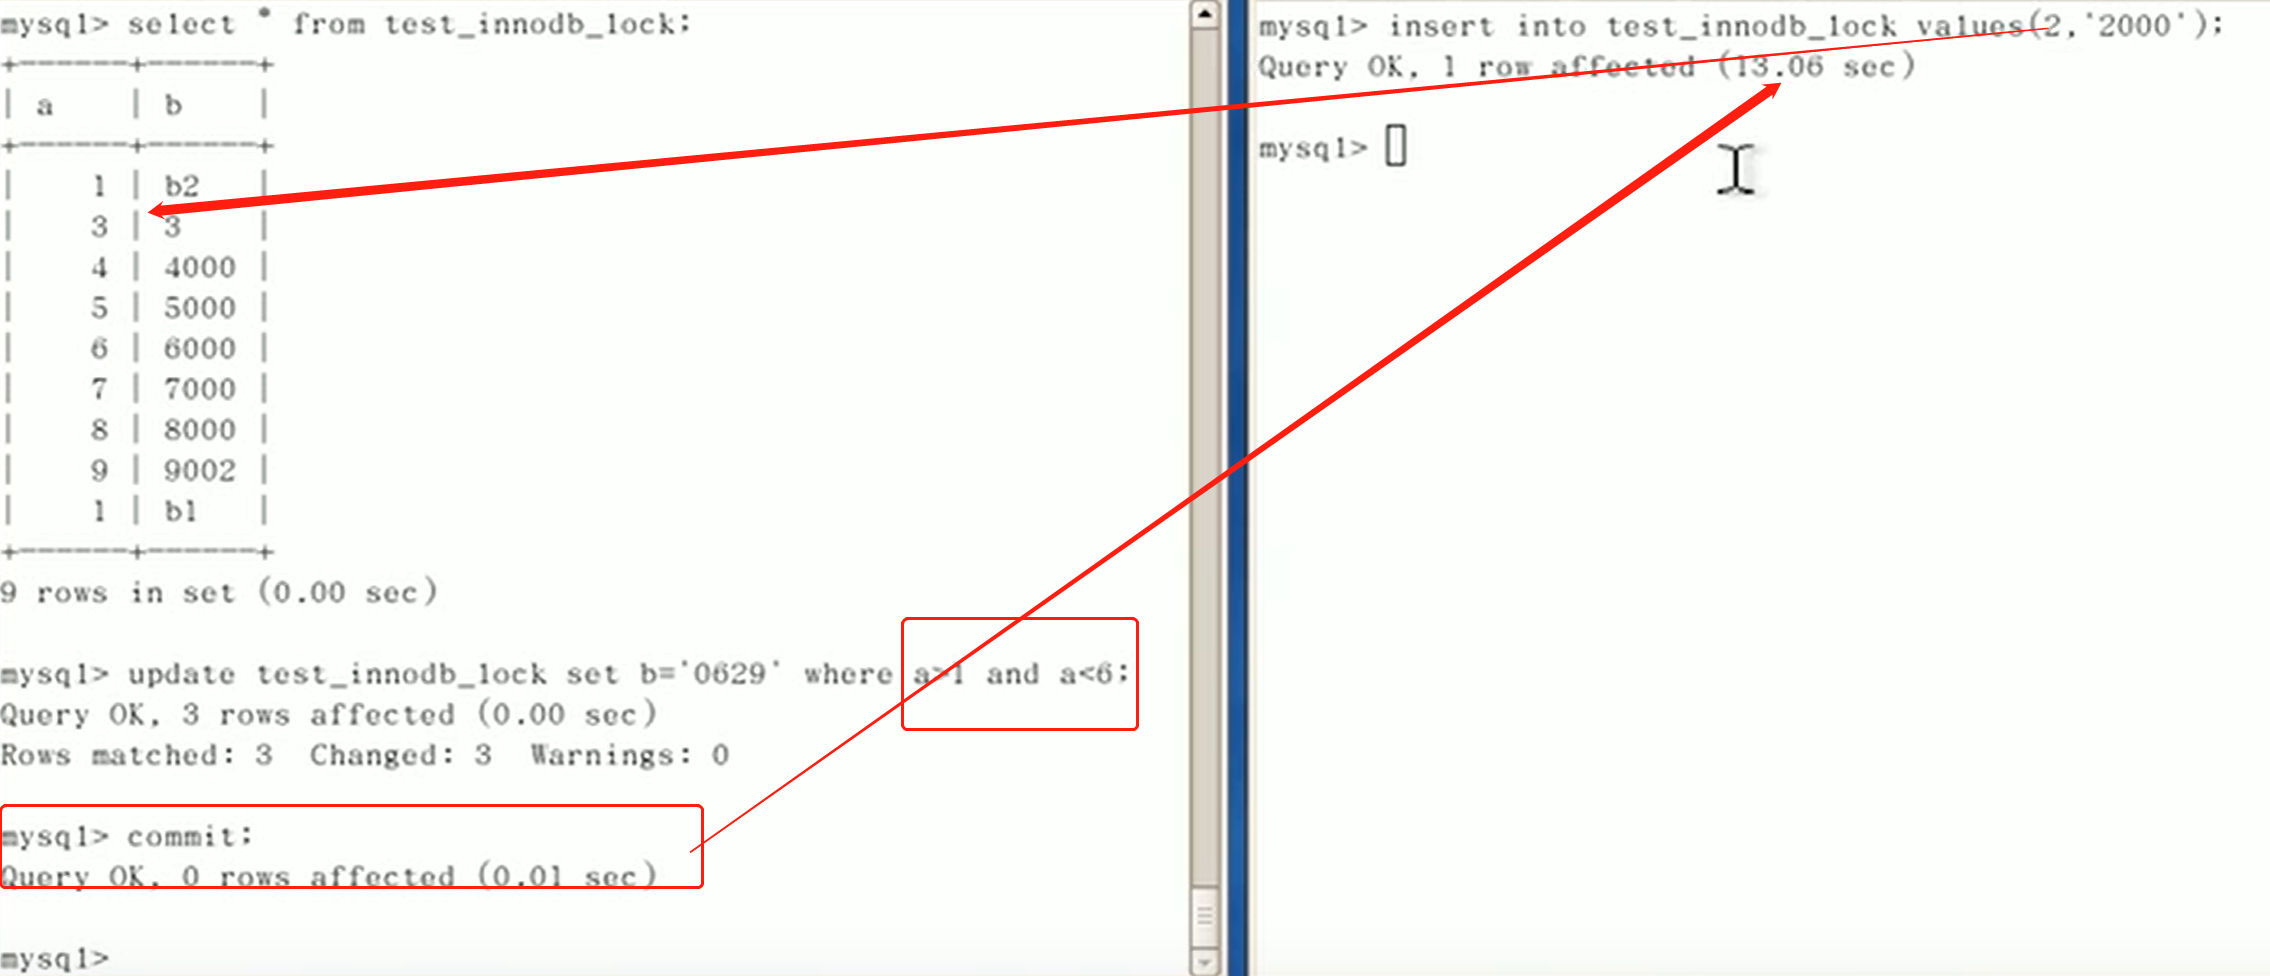 mysql> select * from test_innodb_lock;
+------+------+
| a | b |
+------+------+
| 1 | b2 |
| 3 | 3 |
| 4 | 4000 |
| 5 | 5000 |
| 6 | 6000 |
| 7 | 7000 |
| 8 | 8000 |
| 9 | 9002 |
| 1 | b1 |
+------+------+
9 rows in set (0.00 sec)
mysql> update test_innodb_lock set b='0629' where a>1 and a<6;
Query OK, 3 rows affected (0.00 sec)
Rows matched: 3 Changed: 3 Warnings: 0
mysql> commit;
Query OK, 0 rows affected (0.01 sec)
mysql>
mysql> insert into test_innodb_lock values(2,'2000');
Query OK, 1 row affected (13.06 sec)
mysql>